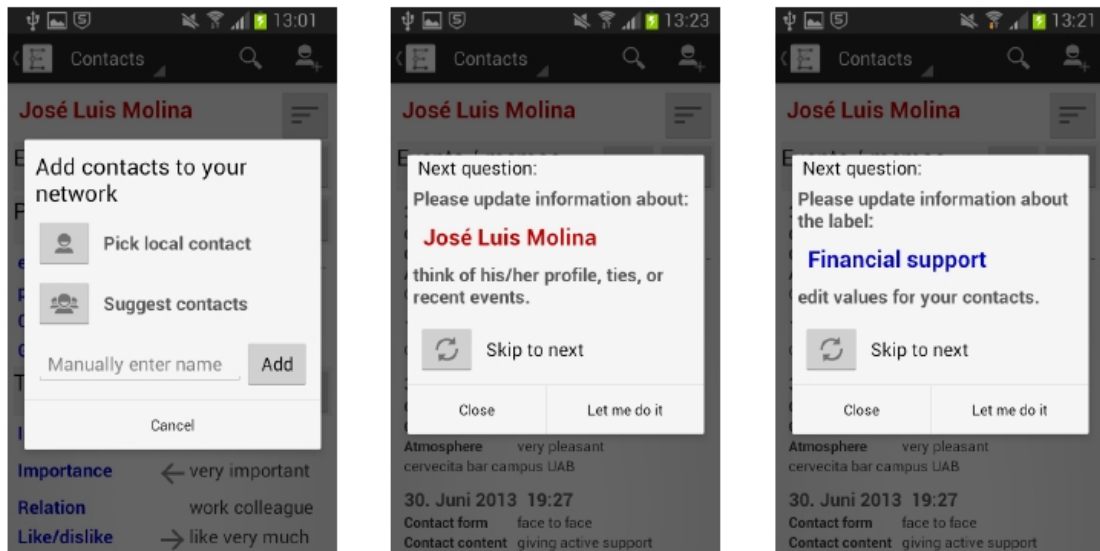 13:01
Contacts
José Luis Molina
Add contacts to your
network
Pick local contact
Suggest contacts
Manually enter name
Add
Cancel
Importance
very important
Relation
work colleague
Like/dislike
like very much
13:23
Contacts
José Luis Molina
Next question:
Please update information about:
José Luis Molina
think of his/her profile, ties, or
recent events.
Skip to next
Close
Let me do it
Atmosphere very pleasant
cervecita bar campus UAB
30. Juni 2013 19:27
Contact form face to face
Contact content giving active support
13:21
Contacts
José Luis Molina
Next question:
Please update information about
the label:
Financial support
edit values for your contacts.
Skip to next
Close
Let me do it
Atmosphere very pleasant
cervecita bar campus UAB
30. Juni 2013 19:27
Contact form face to face
Contact content giving active support